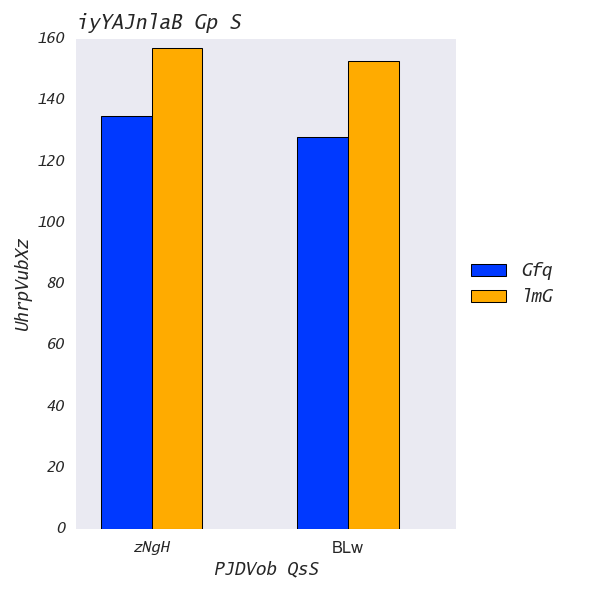 iyYAJnlaB Gp S
160
140
120
100
80
60
40
20
0
UhrpVubXz
zNgH BLw
PJDVob QsS
Gfq
lmG